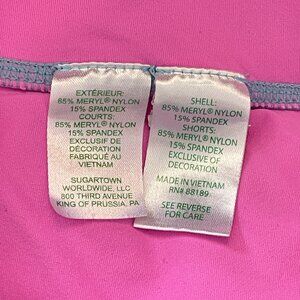 EXTÉRIEUR:
85% MERYL® NYLON
15% SPANDEX
COURTS:
85% MERYL® NYLON
15% SPANDEX
EXCLUSIF DE
DÉCORATION
FABRIQUÉ AU
VIETNAM
SUGARTOWN
WORLDWIDE, LLC
800 THIRD AVENUE
KING OF PRUSSIA, PA
SHELL:
85% MERYL® NYLON
15% SPANDEX
SHORTS:
85% MERYL® NYLON
15% SPANDEX
EXCLUSIVE OF
DECORATION
MADE IN VIETNAM
RN# 88189
SEE REVERSE
FOR CARE